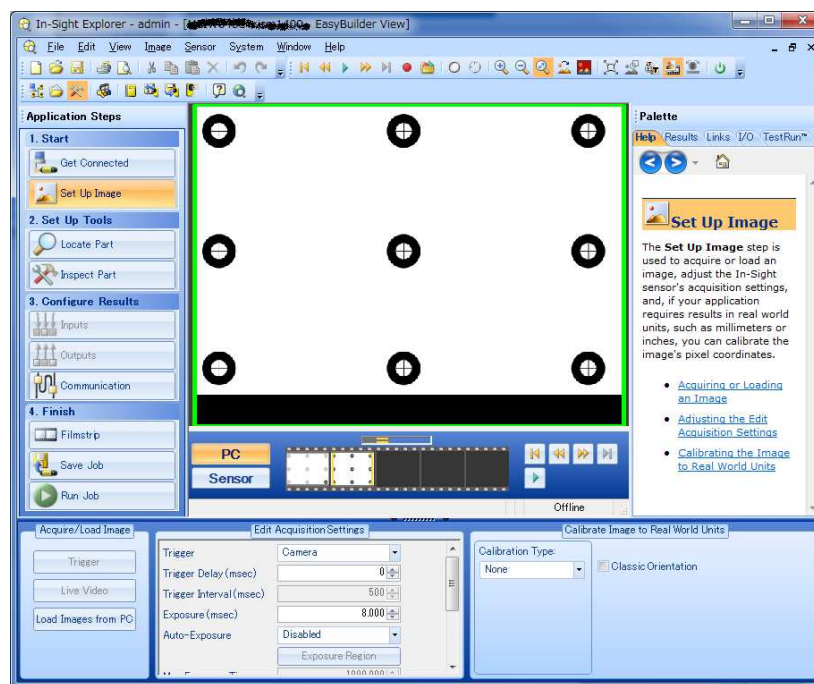 In-Sight Explorer - admin - [ EasyBuilder View]
File Edit View Image Sensor System Window Help
Application Steps
1. Start
Get Connected
Set Up Image
2. Set Up Tools
Locate Part
Inspect Part
3. Configure Results
Inputs
Outputs
Communication
4. Finish
Filmstrip
Save Job
Run Job
PC
Sensor
Offline
Palette
Help Results Links I/O TestRun™
Set Up Image
The Set Up Image step is
used to acquire or load an
image, adjust the In-Sight
sensor's acquisition settings,
and, if your application
requires results in real world
units, such as millimeters or
inches, you can calibrate the
image's pixel coordinates.
• Acquiring or Loading
an Image
• Adjusting the Edit
Acquisition Settings
• Calibrating the Image
to Real World Units
Acquire/Load Image
Trigger
Live Video
Load Images from PC
Edit Acquisition Settings
Trigger Camera
Trigger Delay (msec) 0
Trigger Interval (msec) 500
Exposure (msec) 8.000
Auto-Exposure Disabled
Exposure Region
1000.000
Calibrate Image to Real World Units
Calibration Type:
None
Classic Orientation